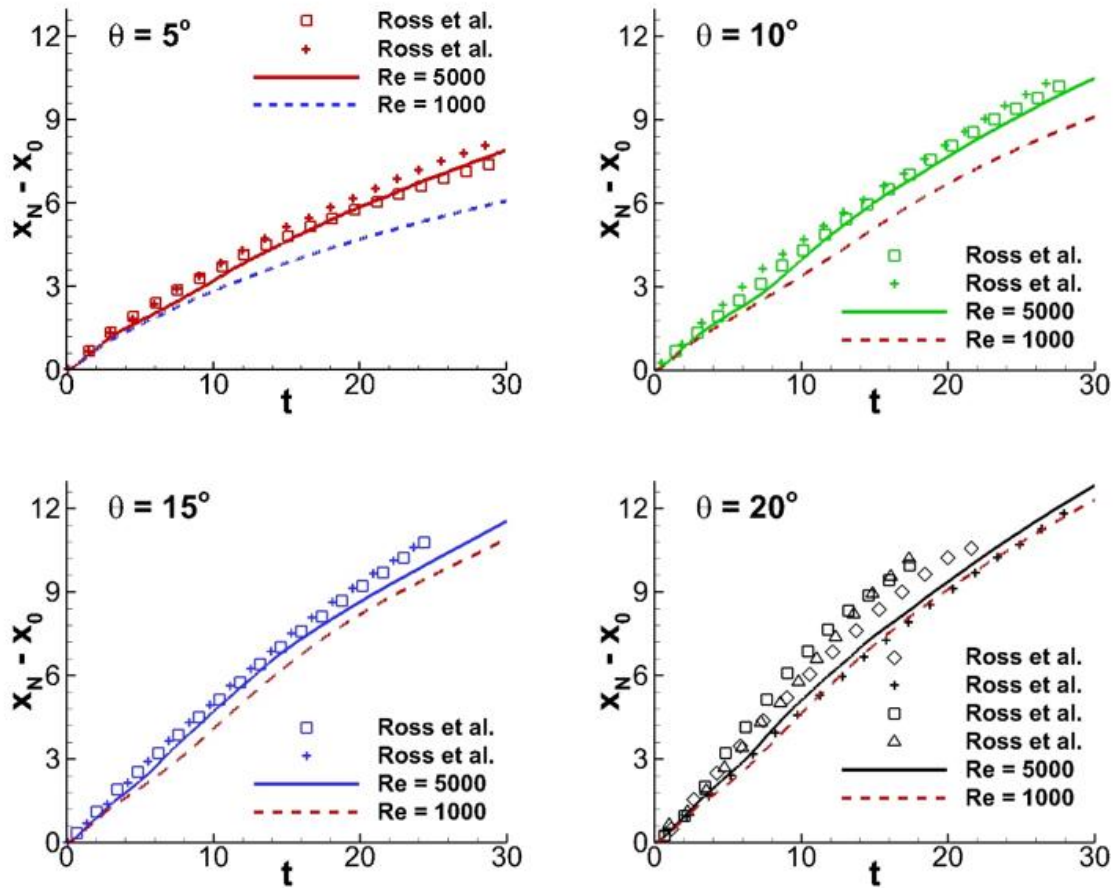 θ = 5°
Ross et al.
Ross et al.
Re = 5000
Re = 1000
12
9
6
3
0
x_N - x_0
0 10 20 30
t
θ = 10°
Ross et al.
Ross et al.
Re = 5000
Re = 1000
12
9
6
3
0
x_N - x_0
0 10 20 30
t
θ = 15°
Ross et al.
Ross et al.
Re = 5000
Re = 1000
12
9
6
3
0
x_N - x_0
0 10 20 30
t
θ = 20°
Ross et al.
Ross et al.
Ross et al.
Ross et al.
Re = 5000
Re = 1000
12
9
6
3
0
x_N - x_0
0 10 20 30
t